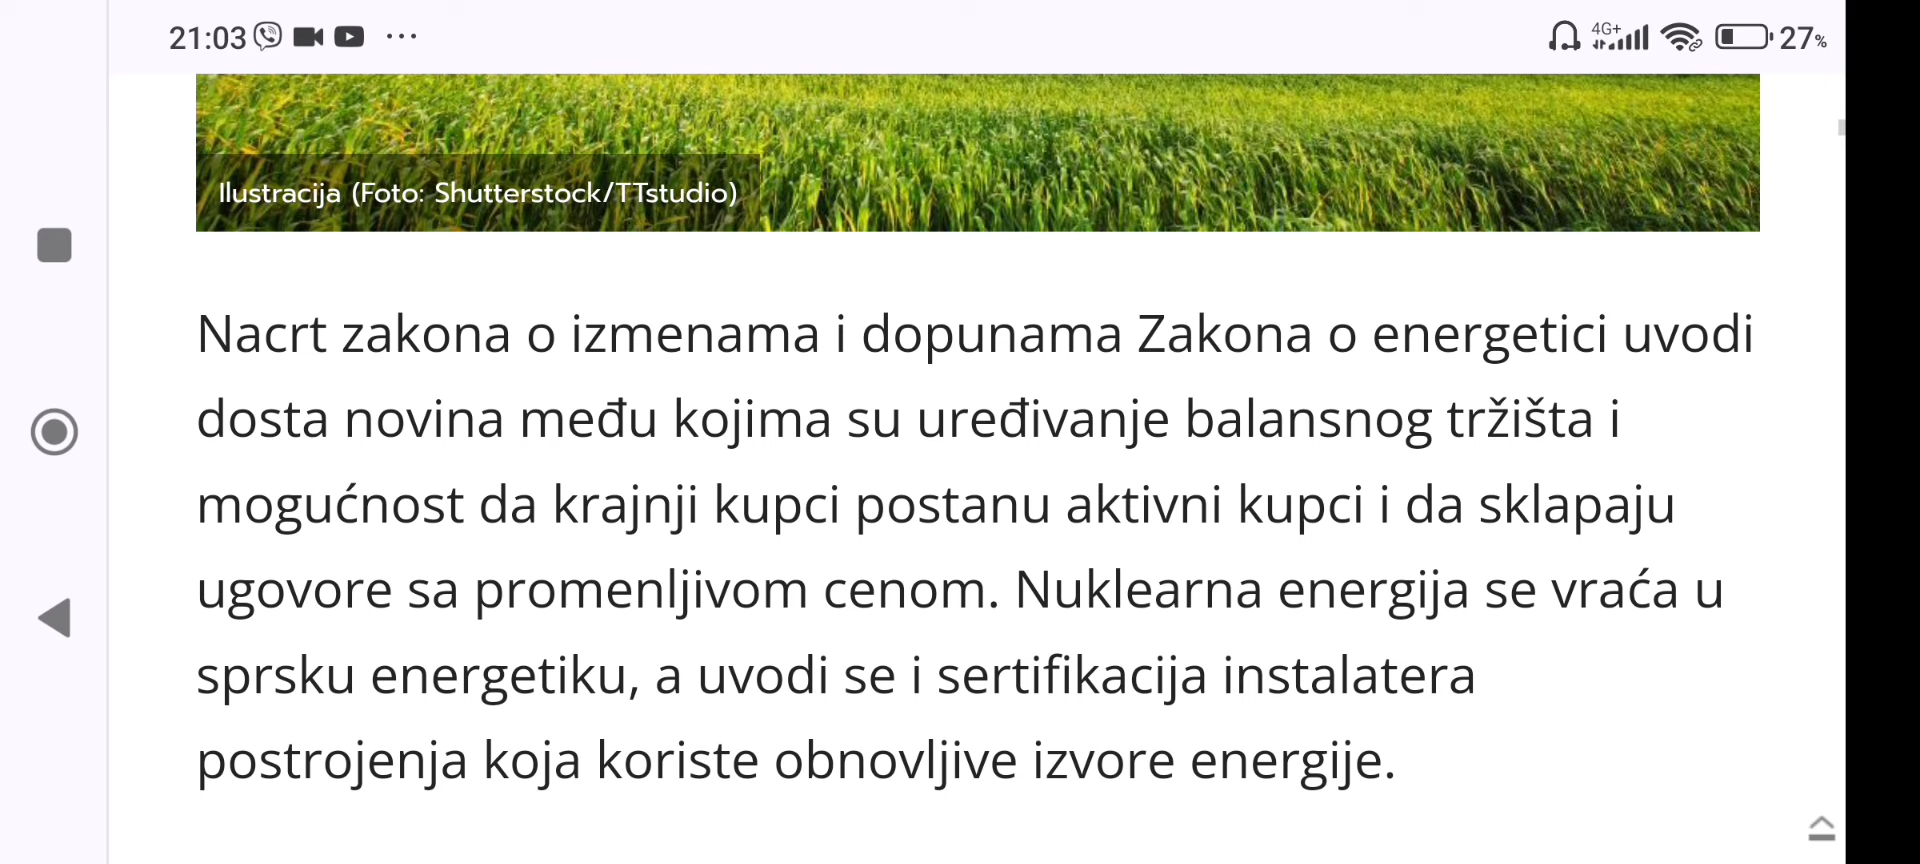 21:03 4G+ 27%
Ilustracija (Foto: Shutterstock/TTstudio)
Nacrt zakona o izmenama i dopunama Zakona o energetici uvodi
dosta novina među kojima su uređivanje balansnog tržišta i
mogućnost da krajnji kupci postanu aktivni kupci i da sklapaju
ugovore sa promenljivom cenom. Nuklearna energija se vraća u
sprsku energetiku, a uvodi se i sertifikacija instalatera
postrojenja koja koriste obnovljive izvore energije.